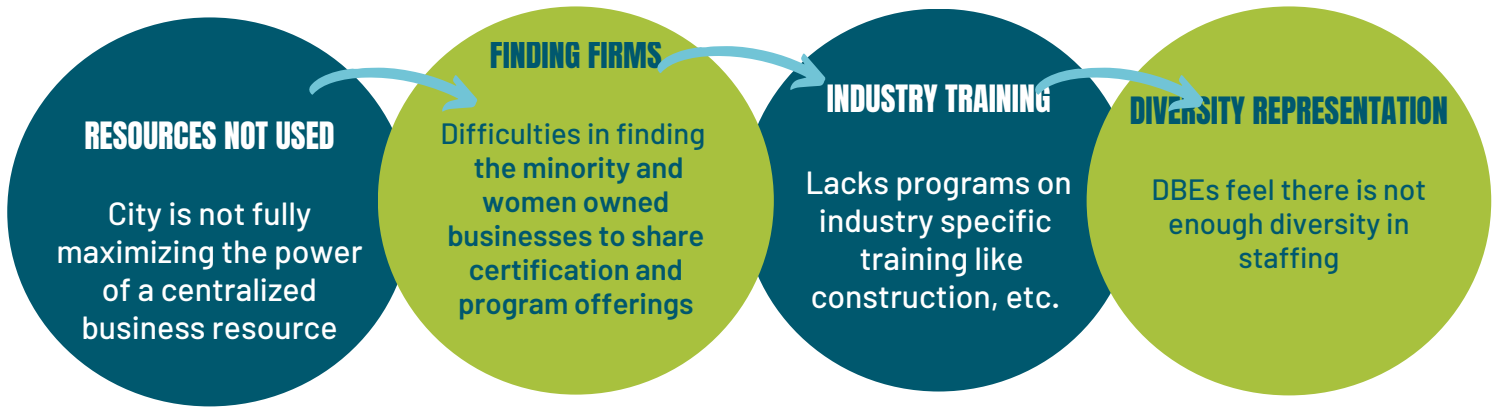 RESOURCES NOT USED
City is not fully
maximizing the power
of a centralized
business resource
FINDING FIRMS
Difficulties in finding
the minority and
women owned
businesses to share
certification and
program offerings
INDUSTRY TRAINING
Lacks programs on
industry specific
training like
construction, etc.
DIVERSITY REPRESENTATION
DBEs feel there is not
enough diversity in
staffing